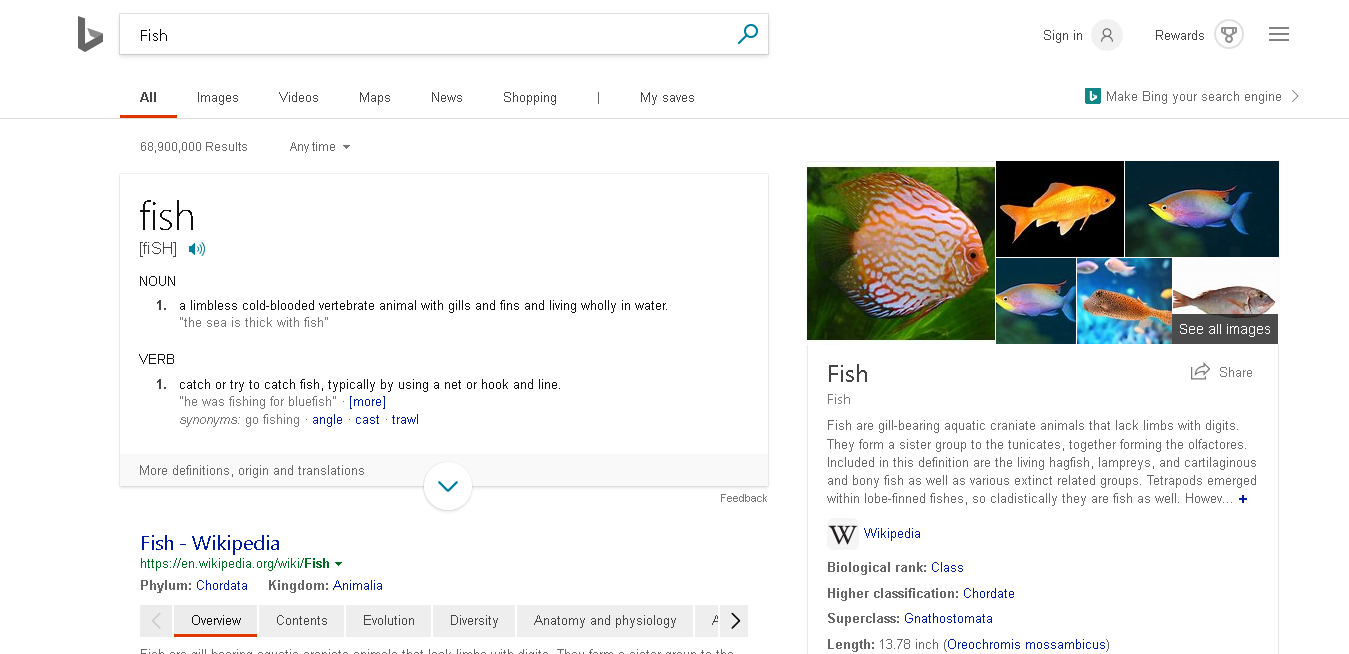 Fish
Sign in
Rewards
All
Images
Videos
Maps
News
Shopping
|
My saves
Make Bing your search engine
68,900,000 Results
Any time
fish
[fiSH]
NOUN
1. a limbless cold-blooded vertebrate animal with gills and fins and living wholly in water.
"the sea is thick with fish"
VERB
1. catch or try to catch fish, typically by using a net or hook and line.
"he was fishing for bluefish" · [more]
synonyms: go fishing · angle · cast · trawl
More definitions, origin and translations
Feedback
Fish - Wikipedia
https://en.wikipedia.org/wiki/Fish
Phylum: Chordata Kingdom: Animalia
Overview
Contents
Evolution
Diversity
Anatomy and physiology
See all images
Fish
Share
Fish
Fish are gill-bearing aquatic craniate animals that lack limbs with digits.
They form a sister group to the tunicates, together forming the olfactores.
Included in this definition are the living hagfish, lampreys, and cartilaginous
and bony fish as well as various extinct related groups. Tetrapods emerged
within lobe-finned fishes, so cladistically they are fish as well. Howev... +
W Wikipedia
Biological rank: Class
Higher classification: Chordate
Superclass: Gnathostomata
Length: 13.78 inch (Oreochromis mossambicus)